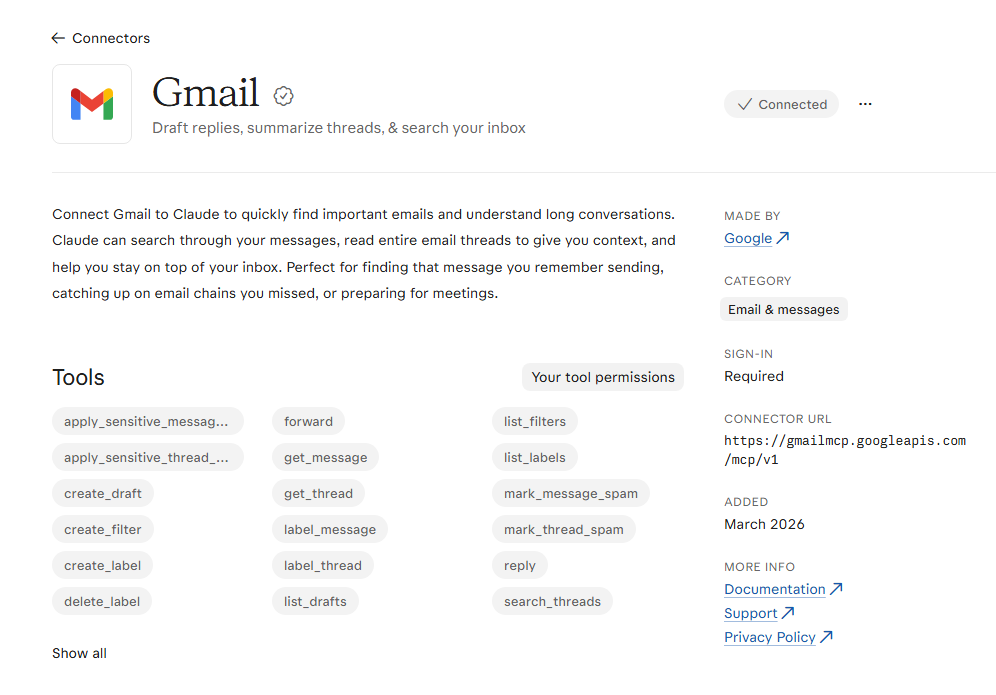 Connectors
Gmail
Draft replies, summarize threads, & search your inbox
Connected
Connect Gmail to Claude to quickly find important emails and understand long conversations.
Claude can search through your messages, read entire email threads to give you context, and
help you stay on top of your inbox. Perfect for finding that message you remember sending,
catching up on email chains you missed, or preparing for meetings.
Tools
Your tool permissions
apply_sensitive_messag...
forward
list_filters
apply_sensitive_thread_...
get_message
list_labels
create_draft
get_thread
mark_message_spam
create_filter
label_message
mark_thread_spam
create_label
label_thread
reply
delete_label
list_drafts
search_threads
Show all
MADE BY
Google
CATEGORY
Email & messages
SIGN-IN
Required
CONNECTOR URL
https://gmailmcp.googleapis.com
/mcp/v1
ADDED
March 2026
MORE INFO
Documentation
Support
Privacy Policy